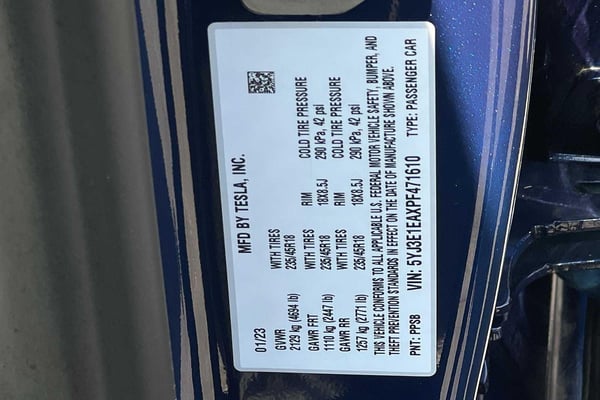 MFD BY TESLA, INC.
01/23
GVWR
2129 kg (4694 lb)
WITH TIRES
235/45R18
RIM
18X8.5J
COLD TIRE PRESSURE
290 kPa, 42 psi
GAWR FRT
1110 kg (2447 lb)
WITH TIRES
235/45R18
RIM
18X8.5J
COLD TIRE PRESSURE
290 kPa, 42 psi
GAWR RR
1257 kg (2771 lb)
WITH TIRES
235/45R18
THIS VEHICLE CONFORMS TO ALL APPLICABLE U.S. FEDERAL MOTOR VEHICLE SAFETY, BUMPER, AND
THEFT PREVENTION STANDARDS IN EFFECT ON THE DATE OF MANUFACTURE SHOWN ABOVE.
PNT: PPSB VIN: 5YJ3E1EAXPF471610 TYPE: PASSENGER CAR